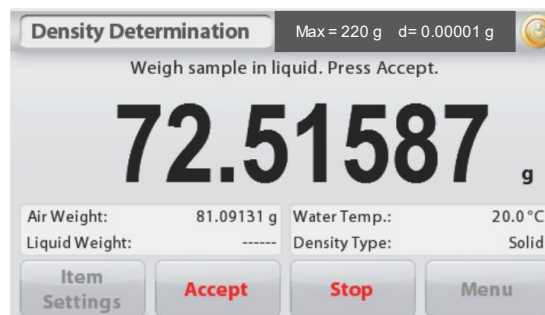 Density Determination Max = 220 g d= 0.00001 g
Weigh sample in liquid. Press Accept.
72.51587 g
Air Weight: 81.09131 g Water Temp.: 20.0°C
Liquid Weight: ------ Density Type: Solid
Item Settings Accept Stop Menu